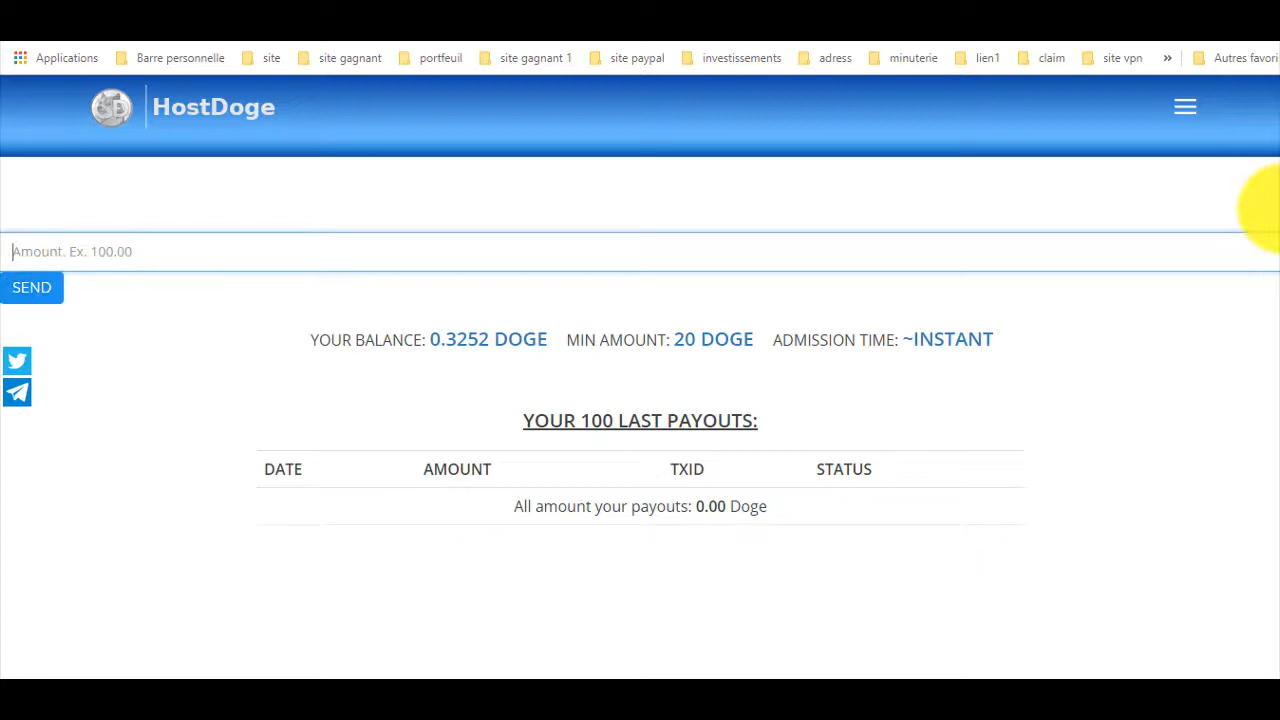 Applications Barre personnelle site site gagnant portfeuil site gagnant 1 site paypal investissements adress minuterie lien1 claim site vpn » Autres favori
HostDoge
Amount. Ex. 100.00
SEND
YOUR BALANCE: 0.3252 DOGE MIN AMOUNT: 20 DOGE ADMISSION TIME: ~INSTANT
YOUR 100 LAST PAYOUTS:
DATE AMOUNT TXID STATUS
All amount your payouts: 0.00 Doge